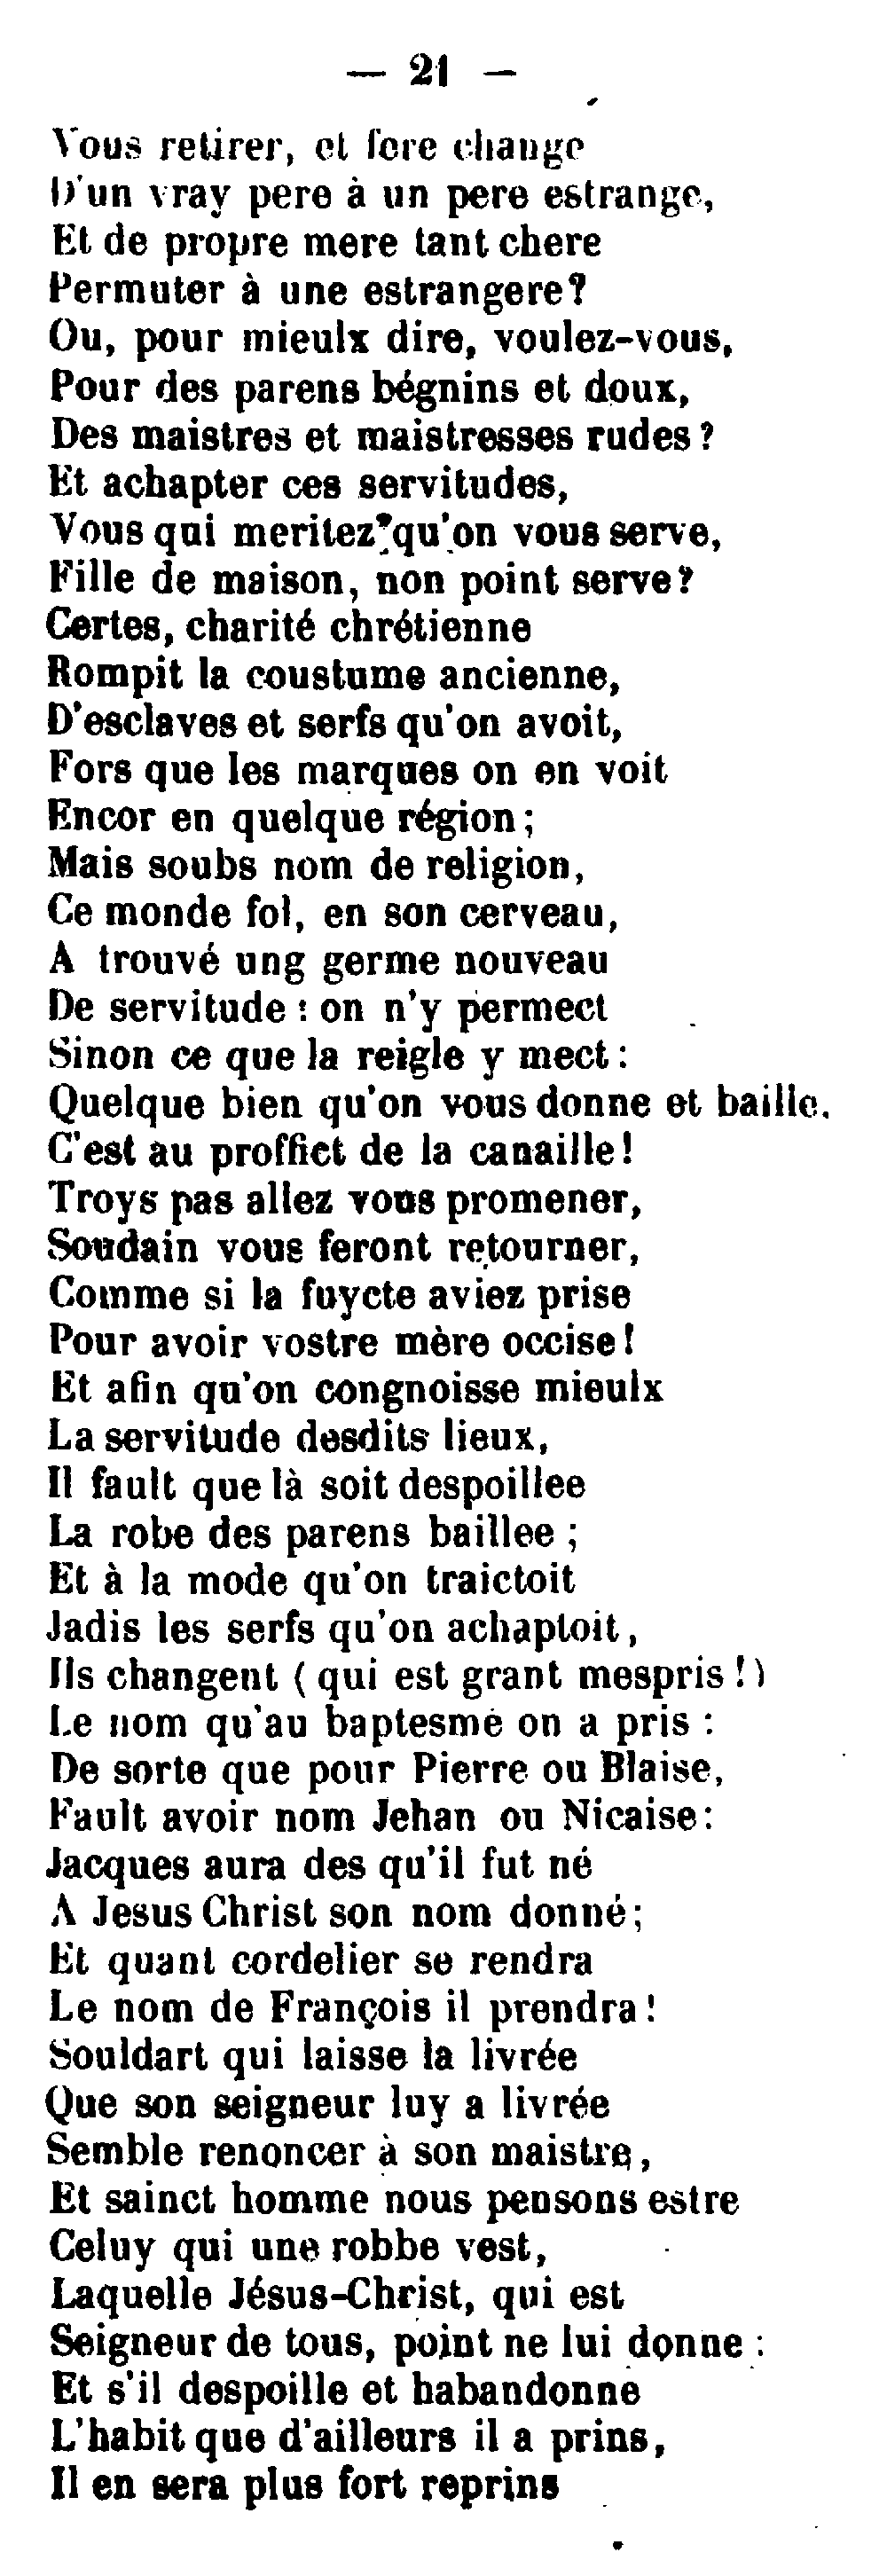 — 21 —
Vous retirer, et fere change
D'un vray pere à un pere estrange,
Et de propre mere tant chere
Permuter à une estrangere?
Ou, pour mieulx dire, voulez-vous,
Pour des parens bégnins et doux,
Des maistres et maistresses rudes?
Et achapter ces servitudes,
Vous qui meritez qu'on vous serve,
Fille de maison, non point serve?
Certes, charité chrétienne
Rompit la coustume ancienne,
D'esclaves et serfs qu'on avoit,
Fors que les marques on en voit
Encor en quelque région;
Mais soubs nom de religion,
Ce monde fol, en son cerveau,
A trouvé ung germe nouveau
De servitude: on n'y permect
Sinon ce que la reigle y mect:
Quelque bien qu'on vous donne et baille.
C'est au proffict de la canaille!
Troys pas allez vous promener,
Soudain vous feront retourner,
Comme si la fuycte aviez prise
Pour avoir vostre mère occise!
Et afin qu'on congnoisse mieulx
La servitude desdits lieux,
Il fault que là soit despoillee
La robe des parens baillee;
Et à la mode qu'on traictoit
Jadis les serfs qu'on achaptoit,
Ils changent (qui est grant mespris!)
Le nom qu'au baptesme on a pris:
De sorte que pour Pierre ou Blaise,
Fault avoir nom Jehan ou Nicaise:
Jacques aura des qu'il fut né
A Jesus Christ son nom donné;
Et quant cordelier se rendra
Le nom de François il prendra!
Souldart qui laisse la livrée
Que son seigneur luy a livrée
Semble renoncer à son maistre,
Et sainct homme nous pensons estre
Celuy qui une robbe vest,
Laquelle Jésus-Christ, qui est
Seigneur de tous, point ne lui donne:
Et s'il despoille et habandonne
L'habit que d'ailleurs il a prins,
Il en sera plus fort reprins